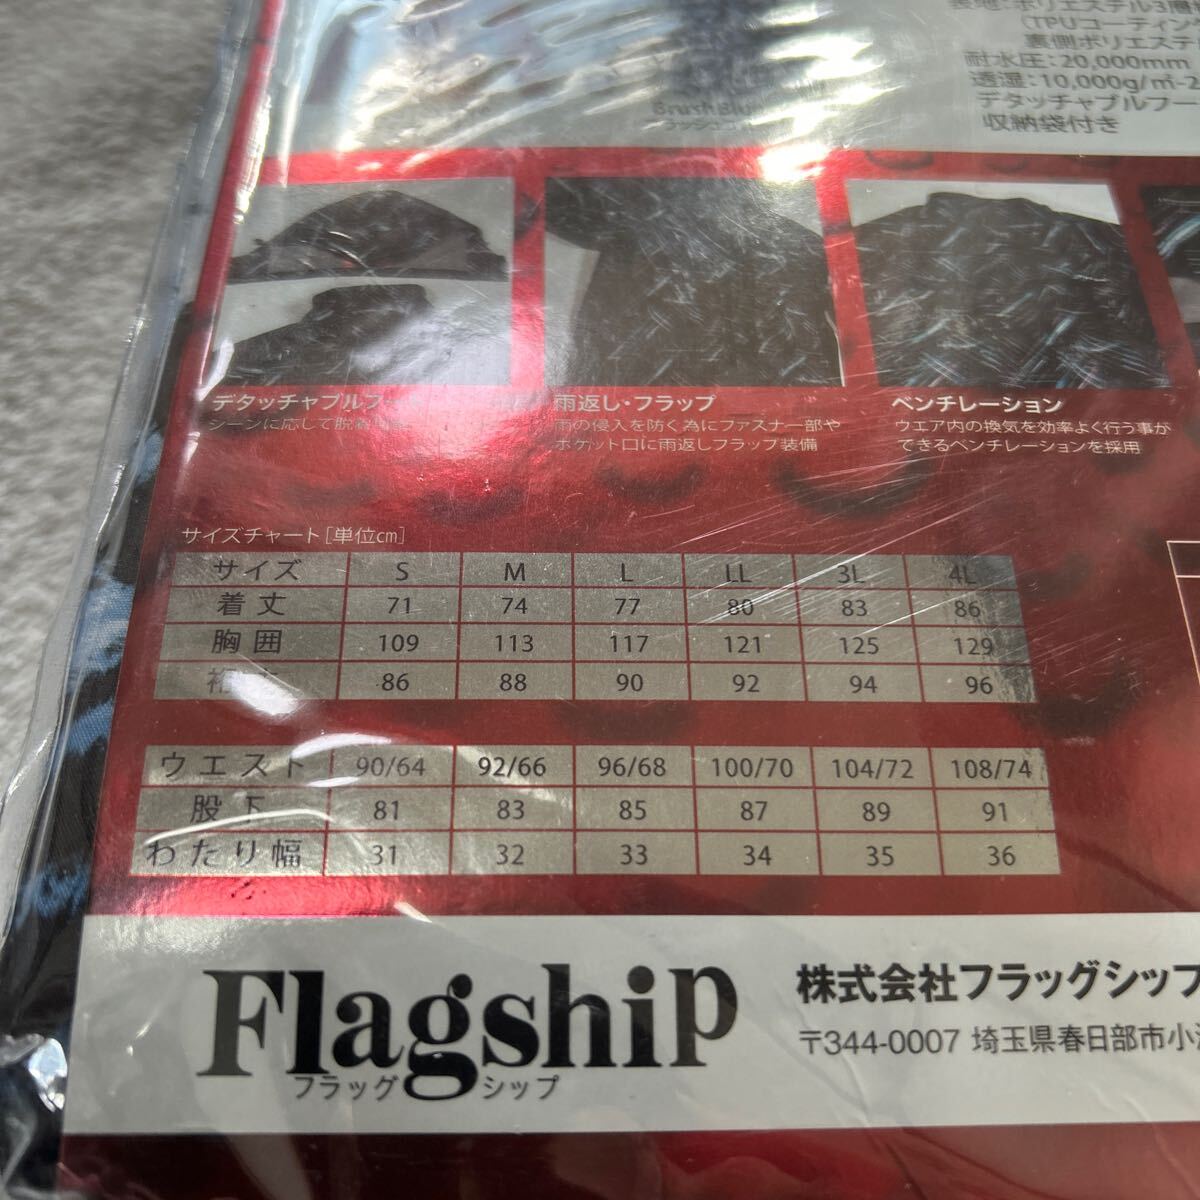 表地:ポリエステル3層
(TPUコーティン
裏側ポリエステ
耐水圧:20,000mm
透湿:10,000g/㎡-2
デタッチャブルフー
収納袋付き
Brush Blu
デタッチャブルフ
シーンに応じて脱着
雨返し・フラップ
雨の侵入を防ぐ為にファスナー部や
ポケット口に雨返しフラップ装備
ベンチレーション
ウエア内の換気を効率よく行う事が
できるベンチレーションを採用
サイズチャート[単位cm]
サイズ S M L LL 3L 4L
着丈 71 74 77 80 83 86
胸囲 109 113 117 121 125 129
裄 86 88 90 92 94 96
ウエスト 90/64 92/66 96/68 100/70 104/72 108/74
股下 81 83 85 87 89 91
わたり幅 31 32 33 34 35 36
Flagship
フラッグシップ
株式会社フラッグシップ
〒344-0007 埼玉県春日部市小